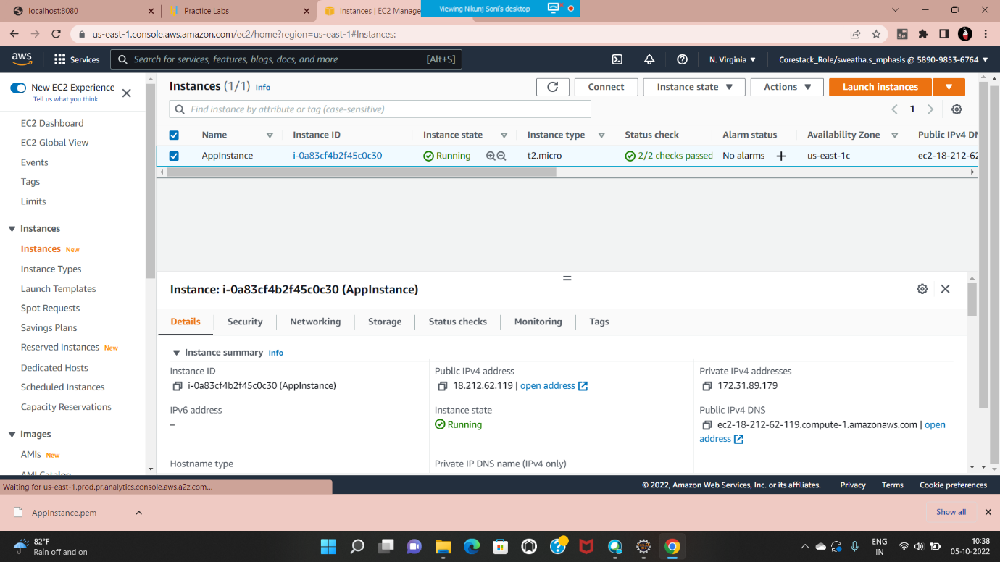 localhost:8080
Practice Labs
Instances | EC2 Manage
Viewing Nikunj Soni's desktop
us-east-1.console.aws.amazon.com/ec2/home?region=us-east-1#Instances:
aws
Services
Search for services, features, blogs, docs, and more
[Alt+S]
N. Virginia
Corestack_Role/sweatha.s_mphasis @ 5890-9853-6764
New EC2 Experience
Tell us what you think
EC2 Dashboard
EC2 Global View
Events
Tags
Limits
Instances
Instances New
Instance Types
Launch Templates
Spot Requests
Savings Plans
Reserved Instances New
Dedicated Hosts
Scheduled Instances
Capacity Reservations
Images
AMIs New
AMI Catalog
Instances (1/1) Info
Connect
Instance state
Actions
Launch instances
Find instance by attribute or tag (case-sensitive)
1
Name Instance ID Instance state Instance type Status check Alarm status Availability Zone Public IPv4 DN
AppInstance i-0a83cf4b2f45c0c30 Running t2.micro 2/2 checks passed No alarms + us-east-1c ec2-18-212-62
Instance: i-0a83cf4b2f45c0c30 (AppInstance)
Details Security Networking Storage Status checks Monitoring Tags
Instance summary Info
Instance ID
i-0a83cf4b2f45c0c30 (AppInstance)
Public IPv4 address
18.212.62.119 | open address
Private IPv4 addresses
172.31.89.179
IPv6 address
–
Instance state
Running
Public IPv4 DNS
ec2-18-212-62-119.compute-1.amazonaws.com | open
address
Hostname type
Private IP DNS name (IPv4 only)
Waiting for us-east-1.prod.pr.analytics.console.aws.a2z.com...
© 2022, Amazon Web Services, Inc. or its affiliates.
Privacy
Terms
Cookie preferences
AppInstance.pem
Show all
82°F
Rain off and on
ENG
IN
10:38
05-10-2022